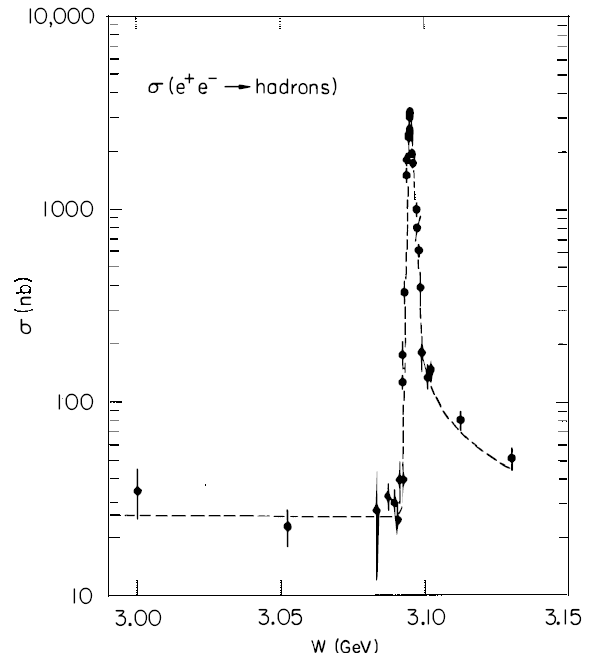 10,000
σ (e⁺e⁻ → hadrons)
1000
σ (nb)
100
10
3.00 3.05 3.10 3.15
W (GeV)